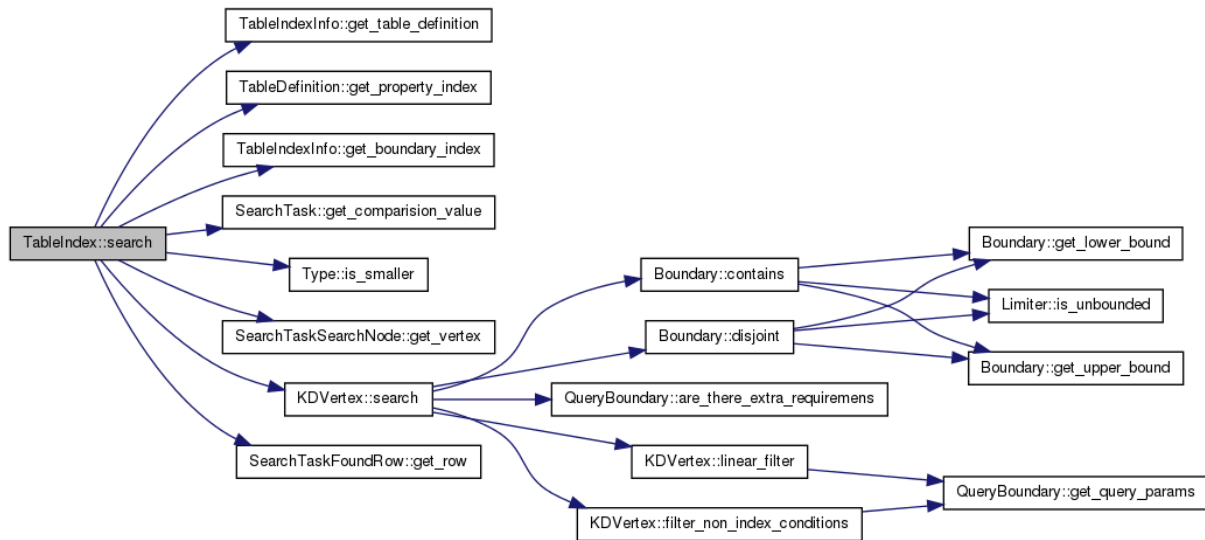 TableIndexInfo::get_table_definition
TableDefinition::get_property_index
TableIndexInfo::get_boundary_index
SearchTask::get_comparision_value
TableIndex::search
Type::is_smaller
SearchTaskSearchNode::get_vertex
KDVertex::search
SearchTaskFoundRow::get_row
Boundary::contains
Boundary::disjoint
QueryBoundary::are_there_extra_requiremens
KDVertex::linear_filter
KDVertex::filter_non_index_conditions
Boundary::get_lower_bound
Limiter::is_unbounded
Boundary::get_upper_bound
QueryBoundary::get_query_params